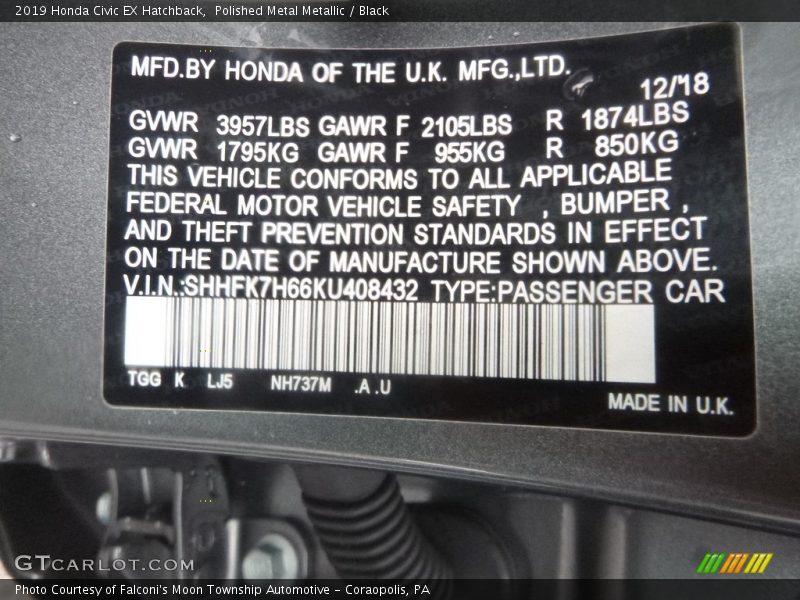 2019 Honda Civic EX Hatchback, Polished Metal Metallic / Black
MFD.BY HONDA OF THE U.K. MFG.,LTD.
12/'18
GVWR 3957LBS GAWR F 2105LBS R 1874LBS
GVWR 1795KG GAWR F 955KG R 850KG
THIS VEHICLE CONFORMS TO ALL APPLICABLE
FEDERAL MOTOR VEHICLE SAFETY , BUMPER ,
AND THEFT PREVENTION STANDARDS IN EFFECT
ON THE DATE OF MANUFACTURE SHOWN ABOVE.
V.I.N.:SHHFK7H66KU408432 TYPE:PASSENGER CAR
TGG K LJ5 NH737M .A .U
MADE IN U.K.
GTCARLOT.COM
Photo Courtesy of Falconi's Moon Township Automotive - Coraopolis, PA